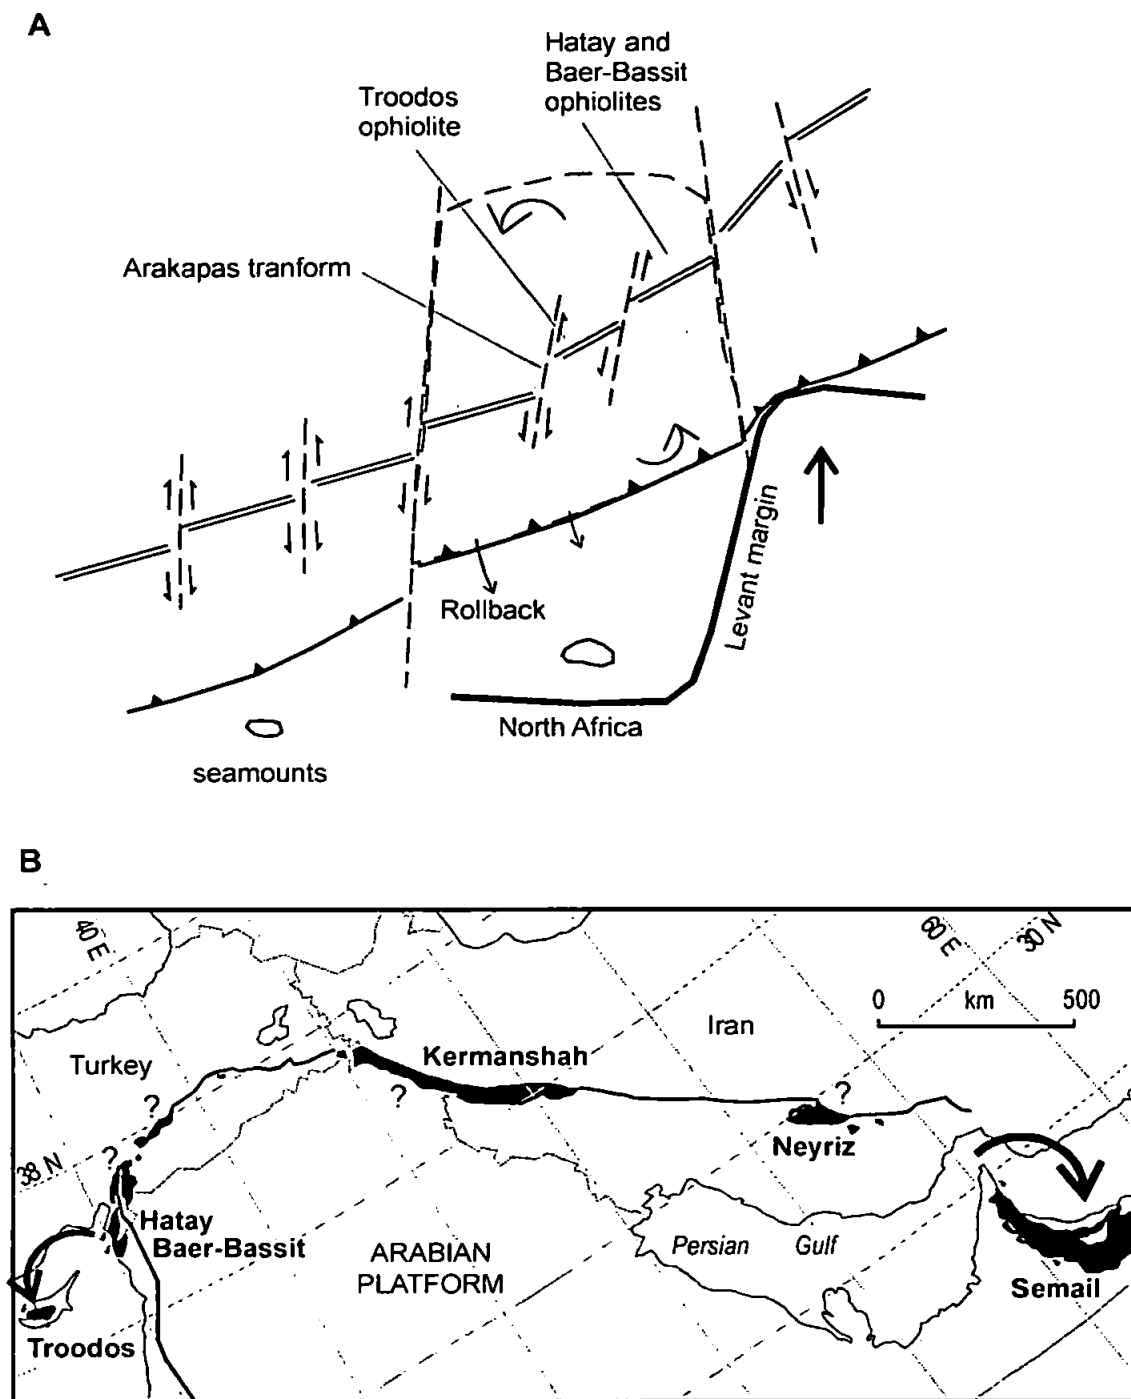 A
Hatay and
Baer-Bassit
ophiolites
Troodos
ophiolite
Arakapas tranform
Rollback
Levant margin
North Africa
seamounts
B
40 E
60 E
30 N
0 km 500
Iran
Kermanshah
Turkey
?
?
?
?
Neyriz
38 N
Hatay
Baer-Bassit
ARABIAN
PLATFORM
Persian Gulf
Semail
Troodos